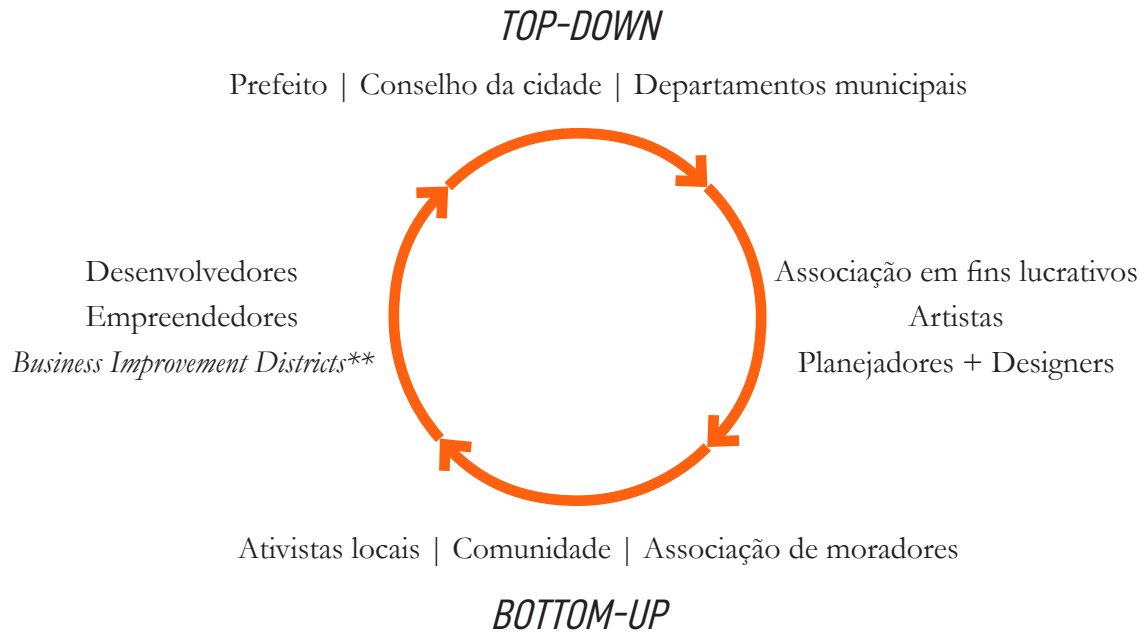 TOP-DOWN
Prefeito | Conselho da cidade | Departamentos municipais
Desenvolvedores
Empreendedores
Business Improvement Districts**
Associação em fins lucrativos
Artistas
Planejadores + Designers
Ativistas locais | Comunidade | Associação de moradores
BOTTOM-UP